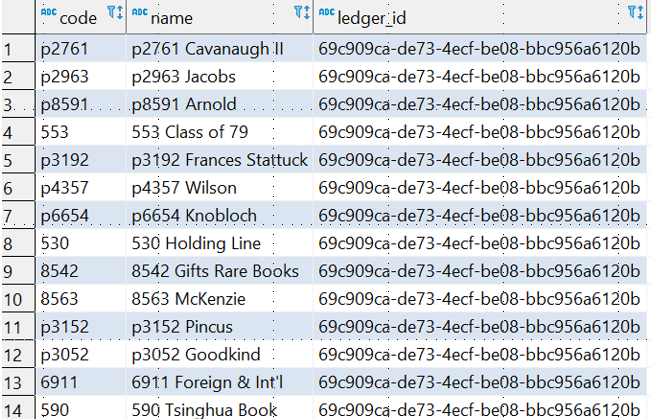 ABC code ABC name ABC ledger_id
1 p2761 p2761 Cavanaugh II 69c909ca-de73-4ecf-be08-bbc956a6120b
2 p2963 p2963 Jacobs 69c909ca-de73-4ecf-be08-bbc956a6120b
3 p8591 p8591 Arnold 69c909ca-de73-4ecf-be08-bbc956a6120b
4 553 553 Class of 79 69c909ca-de73-4ecf-be08-bbc956a6120b
5 p3192 p3192 Frances Stattuck 69c909ca-de73-4ecf-be08-bbc956a6120b
6 p4357 p4357 Wilson 69c909ca-de73-4ecf-be08-bbc956a6120b
7 p6654 p6654 Knobloch 69c909ca-de73-4ecf-be08-bbc956a6120b
8 530 530 Holding Line 69c909ca-de73-4ecf-be08-bbc956a6120b
9 8542 8542 Gifts Rare Books 69c909ca-de73-4ecf-be08-bbc956a6120b
10 8563 8563 McKenzie 69c909ca-de73-4ecf-be08-bbc956a6120b
11 p3152 p3152 Pincus 69c909ca-de73-4ecf-be08-bbc956a6120b
12 p3052 p3052 Goodkind 69c909ca-de73-4ecf-be08-bbc956a6120b
13 6911 6911 Foreign & Int'l 69c909ca-de73-4ecf-be08-bbc956a6120b
14 590 590 Tsinghua Book 69c909ca-de73-4ecf-be08-bbc956a6120b